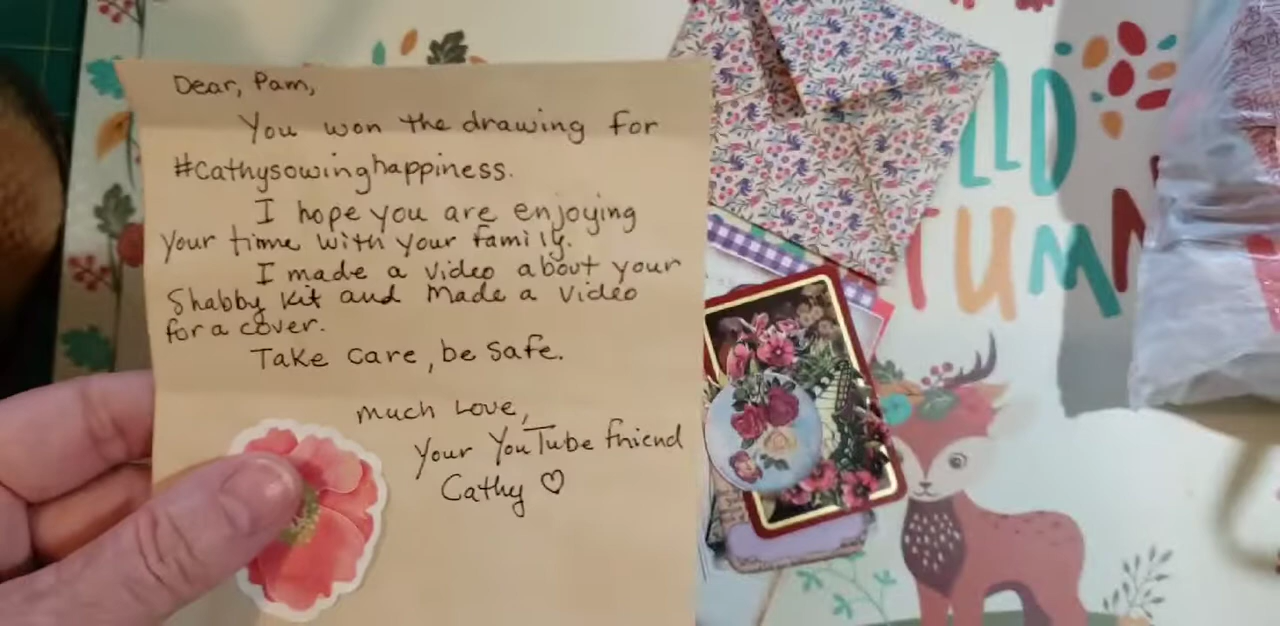 Dear, Pam,
You won the drawing for
#Cathysowinghappiness.
I hope you are enjoying
your time with your family.
I made a video about your
Shabby kit and made a video
for a cover.
Take care, be safe.
much Love,
Your YouTube friend
Cathy ♡
LLO
TUMN